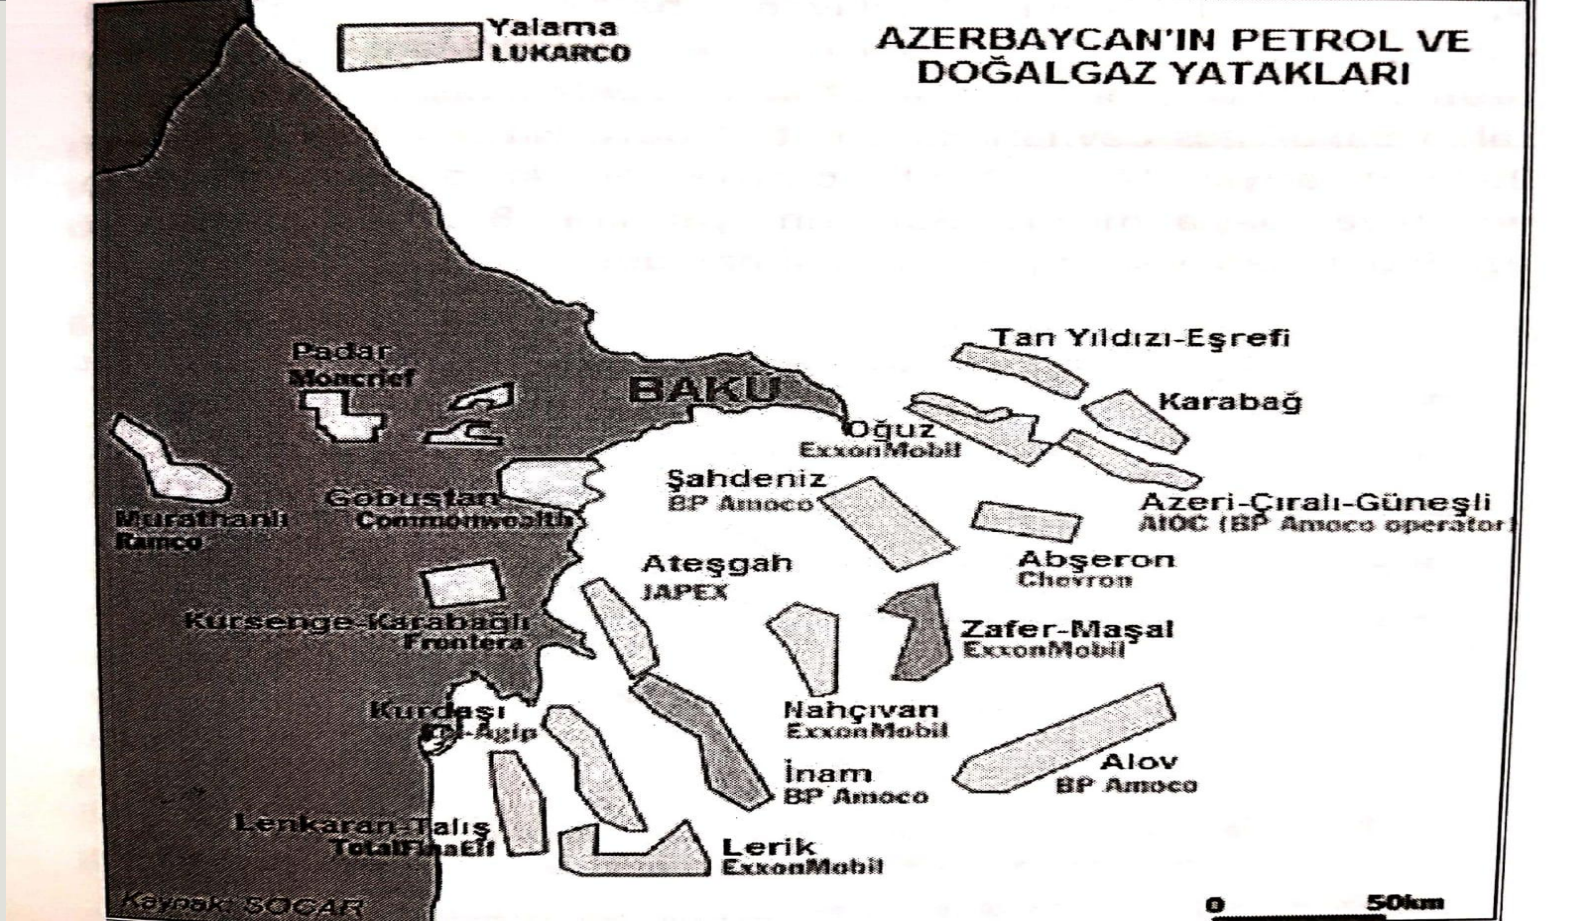 Yalama
LUKARCO
AZERBAYCAN'IN PETROL VE
DOĞALGAZ YATAKLARI
Tan Yıldızı-Eşrefi
Padar
Moncrief
BAKÜ
Karabağ
Oğuz
ExxonMobil
Şahdeniz
BP Amoco
Gobustan
Commonwealth
Azeri-Çıralı-Güneşli
AIOC (BP Amoco operatör)
Murathanlı
Ramco
Abşeron
Chevron
Ateşgah
JAPEX
Kürsenge-Karabağlı
Frontera
Zafer-Maşal
ExxonMobil
Kurdaşı
Nahçıvan
ExxonMobil
Alov
BP Amoco
İnam
BP Amoco
Lenkaran-Talış
TotalFinaElf
Lerik
ExxonMobil
Kaynak: SOCAR
0 50km